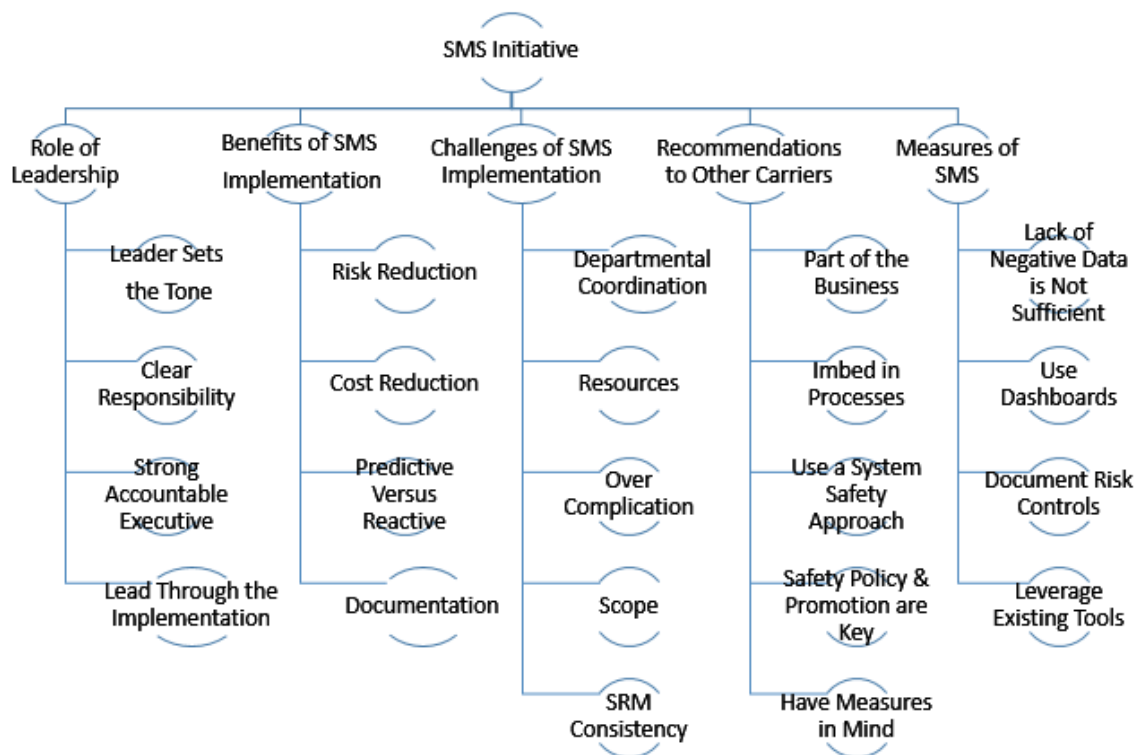 SMS Initiative
Role of
Leadership
Benefits of SMS
Implementation
Challenges of SMS
Implementation
Recommendations
to Other Carriers
Measures of
SMS
Leader Sets
the Tone
Clear
Responsibility
Strong
Accountable
Executive
Lead Through the
Implementation
Risk Reduction
Cost Reduction
Predictive
Versus
Reactive
Documentation
Departmental
Coordination
Resources
Over
Complication
Scope
SRM
Consistency
Part of the
Business
Imbed in
Processes
Use a System
Safety
Approach
Safety Policy &
Promotion are
Key
Have Measures
in Mind
Lack of
Negative Data
is Not
Sufficient
Use
Dashboards
Document Risk
Controls
Leverage
Existing Tools